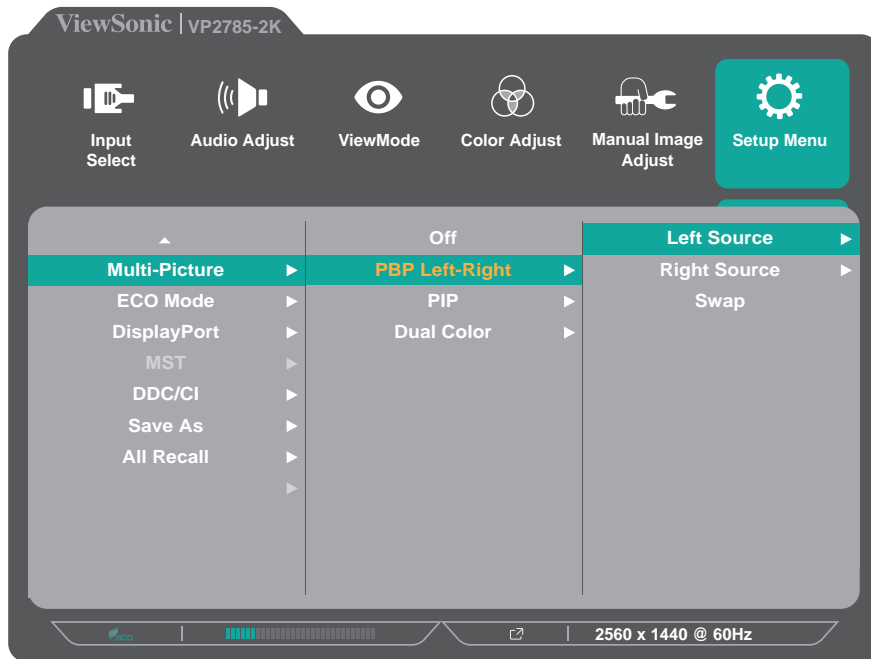 ViewSonic | VP2785-2K
Input
Select
Audio Adjust
ViewMode
Color Adjust
Manual Image
Adjust
Setup Menu
Off
Left Source
Multi-Picture
PBP Left-Right
Right Source
ECO Mode
PIP
Swap
DisplayPort
Dual Color
MST
DDC/CI
Save As
All Recall
eco
2560 x 1440 @ 60Hz